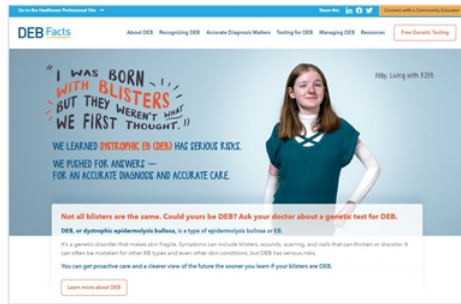 Go to the Healthcare Professional Site →
Share this
Connect with a Community Educator
DEB Facts
About DEB Recognizing DEB Accurate Diagnosis Matters Testing for DEB Managing DEB Resources
Free Genetic Testing
"I WAS BORN
WITH BLISTERS
BUT THEY WEREN'T WHAT
WE FIRST THOUGHT."
Abby. Living with RDEB
WE LEARNED DYSTROPHIC EB (DEB) HAS SERIOUS RISKS.
WE PUSHED FOR ANSWERS —
FOR AN ACCURATE DIAGNOSIS AND ACCURATE CARE.
Not all blisters are the same. Could yours be DEB? Ask your doctor about a genetic test for DEB.
DEB, or dystrophic epidermolysis bullosa, is a type of epidermolysis bullosa or EB.
It's a genetic disorder that makes skin fragile. Symptoms can include blisters, wounds, scarring, and nails that can thicken or discolor. It
can often be mistaken for other EB types and even other skin conditions, but DEB has serious risks.
You can get proactive care and a clearer view of the future the sooner you learn if your blisters are DEB.
Learn more about DEB